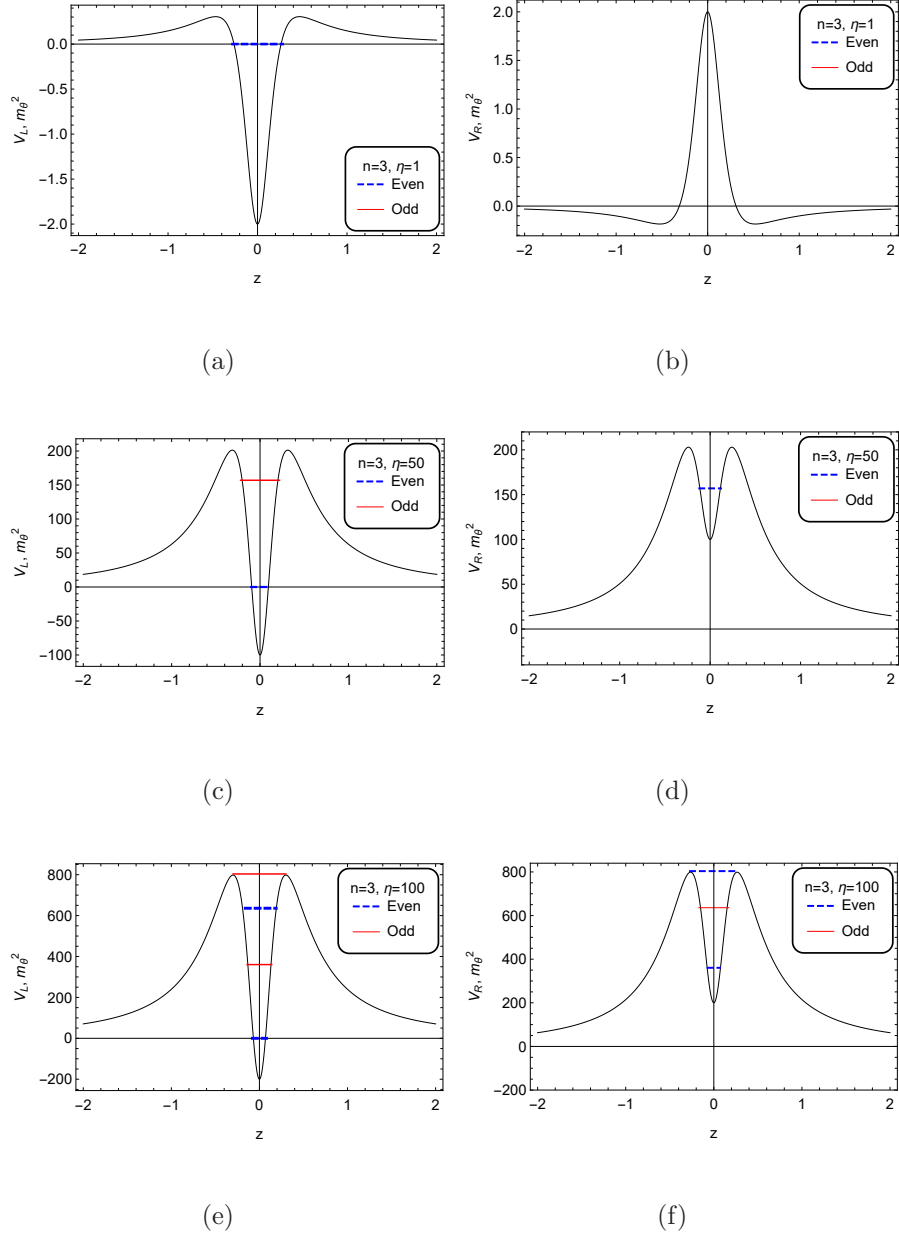 0.0
−0.5
−1.0
−1.5
−2.0
V_L, m_θ^2
n=3, η=1
Even
Odd
−2 −1 0 1 2
z
(a)
2.0
1.5
1.0
0.5
0.0
V_R, m_θ^2
n=3, η=1
Even
Odd
−2 −1 0 1 2
z
(b)
200
150
100
50
0
−50
−100
V_L, m_θ^2
n=3, η=50
Even
Odd
−2 −1 0 1 2
z
(c)
200
150
100
50
0
V_R, m_θ^2
n=3, η=50
Even
Odd
−2 −1 0 1 2
z
(d)
800
600
400
200
0
−200
V_L, m_θ^2
n=3, η=100
Even
Odd
−2 −1 0 1 2
z
(e)
800
600
400
200
0
−200
V_R, m_θ^2
n=3, η=100
Even
Odd
−2 −1 0 1 2
z
(f)